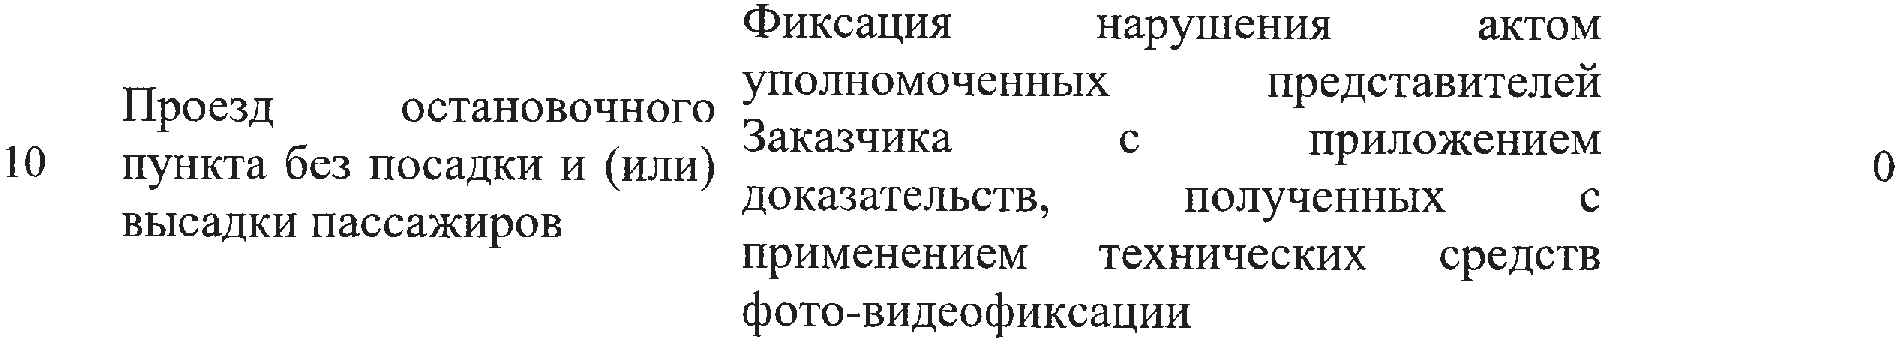 10
Проезд остановочного
пункта без посадки и (или)
высадки пассажиров
Фиксация нарушения актом
уполномоченных представителей
Заказчика с приложением
доказательств, полученных с
применением технических средств
фото-видеофиксации
0